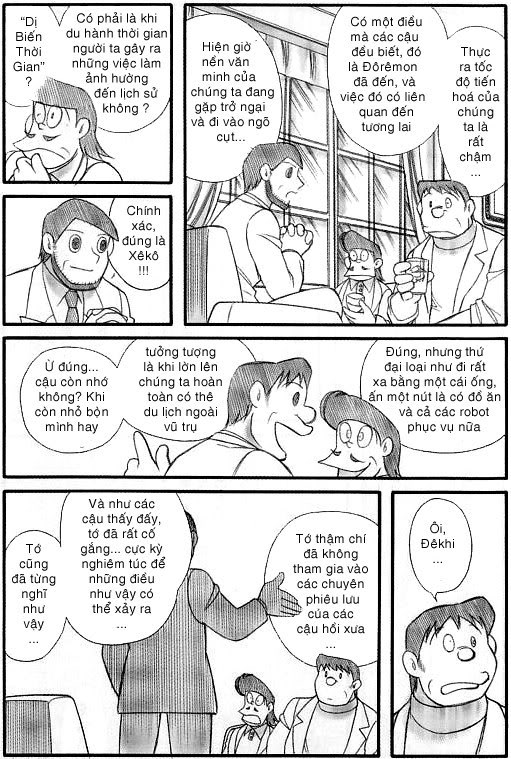 “Dị
Biến
Thời
Gian”
?
Có phải là khi
du hành thời gian
người ta gây ra
những việc làm
ảnh hưởng
đến lịch sử
không ?
Chính
xác,
đúng là
Xêkô
!!!
Hiện giờ
nền văn
minh của
chúng ta đang
gặp trở ngại
và đi vào ngõ
cụt...
Có một điều
mà các cậu
đều biết, đó
là Đôrêmon
đã đến, và
việc đó có liên
quan đến
tương lai
Thực
ra tốc
độ tiến
hoá của
chúng
ta là
rất
chậm
...
Ừ đúng...
cậu còn nhớ
không? Khi
còn nhỏ bọn
mình hay
tưởng tượng
là khi lờn lên
chúng ta hoàn
toàn có thê
du lịch ngoài
vũ trụ
Đúng, nhưng thứ
đại loại như đi rất
xa bằng một cái ống,
ấn một nút là có đồ ăn
và cả các robot
phục vụ nữa
Tớ
cũng
đã từng
nghĩ
như
vậy
...
Và như các
cậu thấy đấy,
tớ đã rất cố
gắng... cực kỳ
nghiêm túc để
những điều
như vậy có
thể xảy ra
...
Tớ thậm chí
đã không
tham gia vào
các chuyên
phiêu lưu
của các
cậu hồi xưa
...
Ôi,
Đêkhi
...